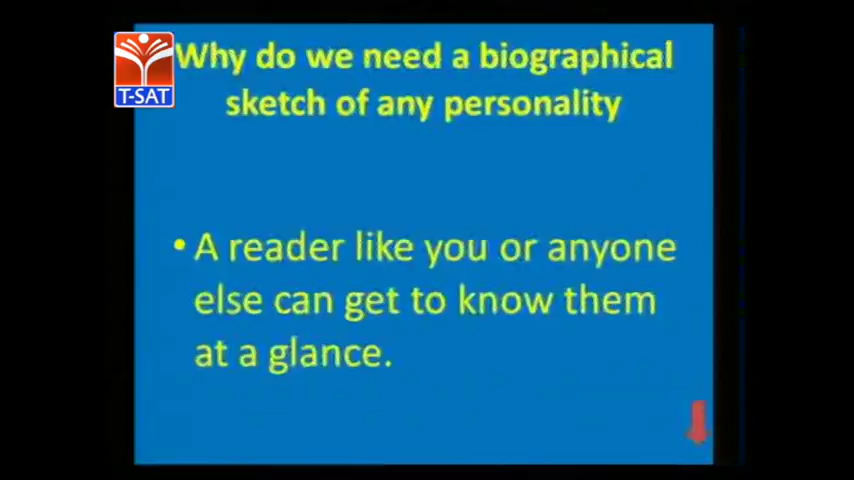 T-SAT
Why do we need a biographical
sketch of any personality
• A reader like you or anyone
else can get to know them
at a glance.